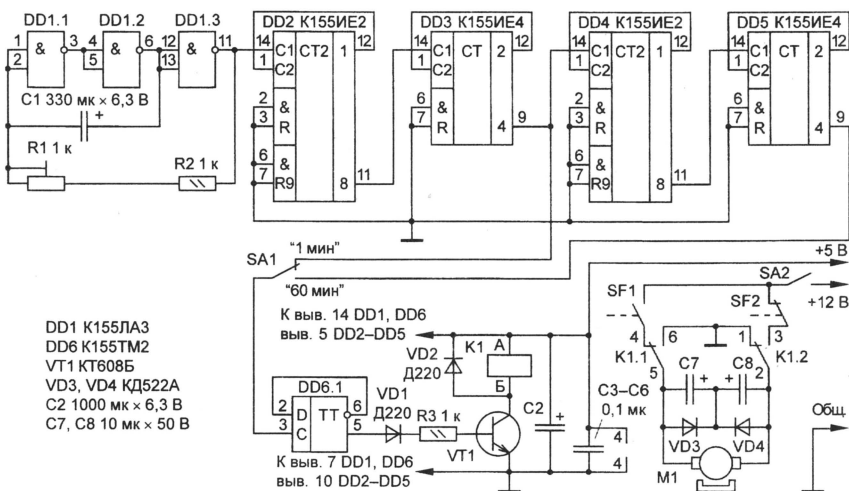 DD1.1 DD1.2 DD1.3 DD2 К155ИЕ2 DD3 К155ИЕ4 DD4 К155ИЕ2 DD5 К155ИЕ4
1 & 3 4 & 6 12 & 11 14 C1 CT2 1 12 14 C1 CT 2 12 14 C1 CT2 1 12 14 C1 CT 2 12
2 5 13 1 C2 1 C2 1 C2 1 C2
C1 330 мк × 6,3 В
+
2 & 6 & 2 & 6 &
3 R 7 R 4 9 3 R 7 R 4 9
R1 1 к R2 1 к
6 & 6 &
7 R9 8 11 7 R9 8 11
SA1 "1 мин"
"60 мин"
+5 В
SA2
+12 В
SF1 SF2
К выв. 14 DD1, DD6
выв. 5 DD2–DD5
DD1 К155ЛА3
DD6 К155ТМ2
VT1 КТ608Б
VD3, VD4 КД522А
C2 1000 мк × 6,3 В
C7, C8 10 мк × 50 В
VD2
Д220
K1
А
Б
4 6 1 3
K1.1 K1.2
5 2
C7 C8
+ +
VD3 VD4
M1
Общ.
DD6.1
2 D TT 6
3 C 5
VD1
Д220
R3 1 к
VT1
C2
+
C3–C6
0,1 мк
4
4
К выв. 7 DD1, DD6
выв. 10 DD2–DD5